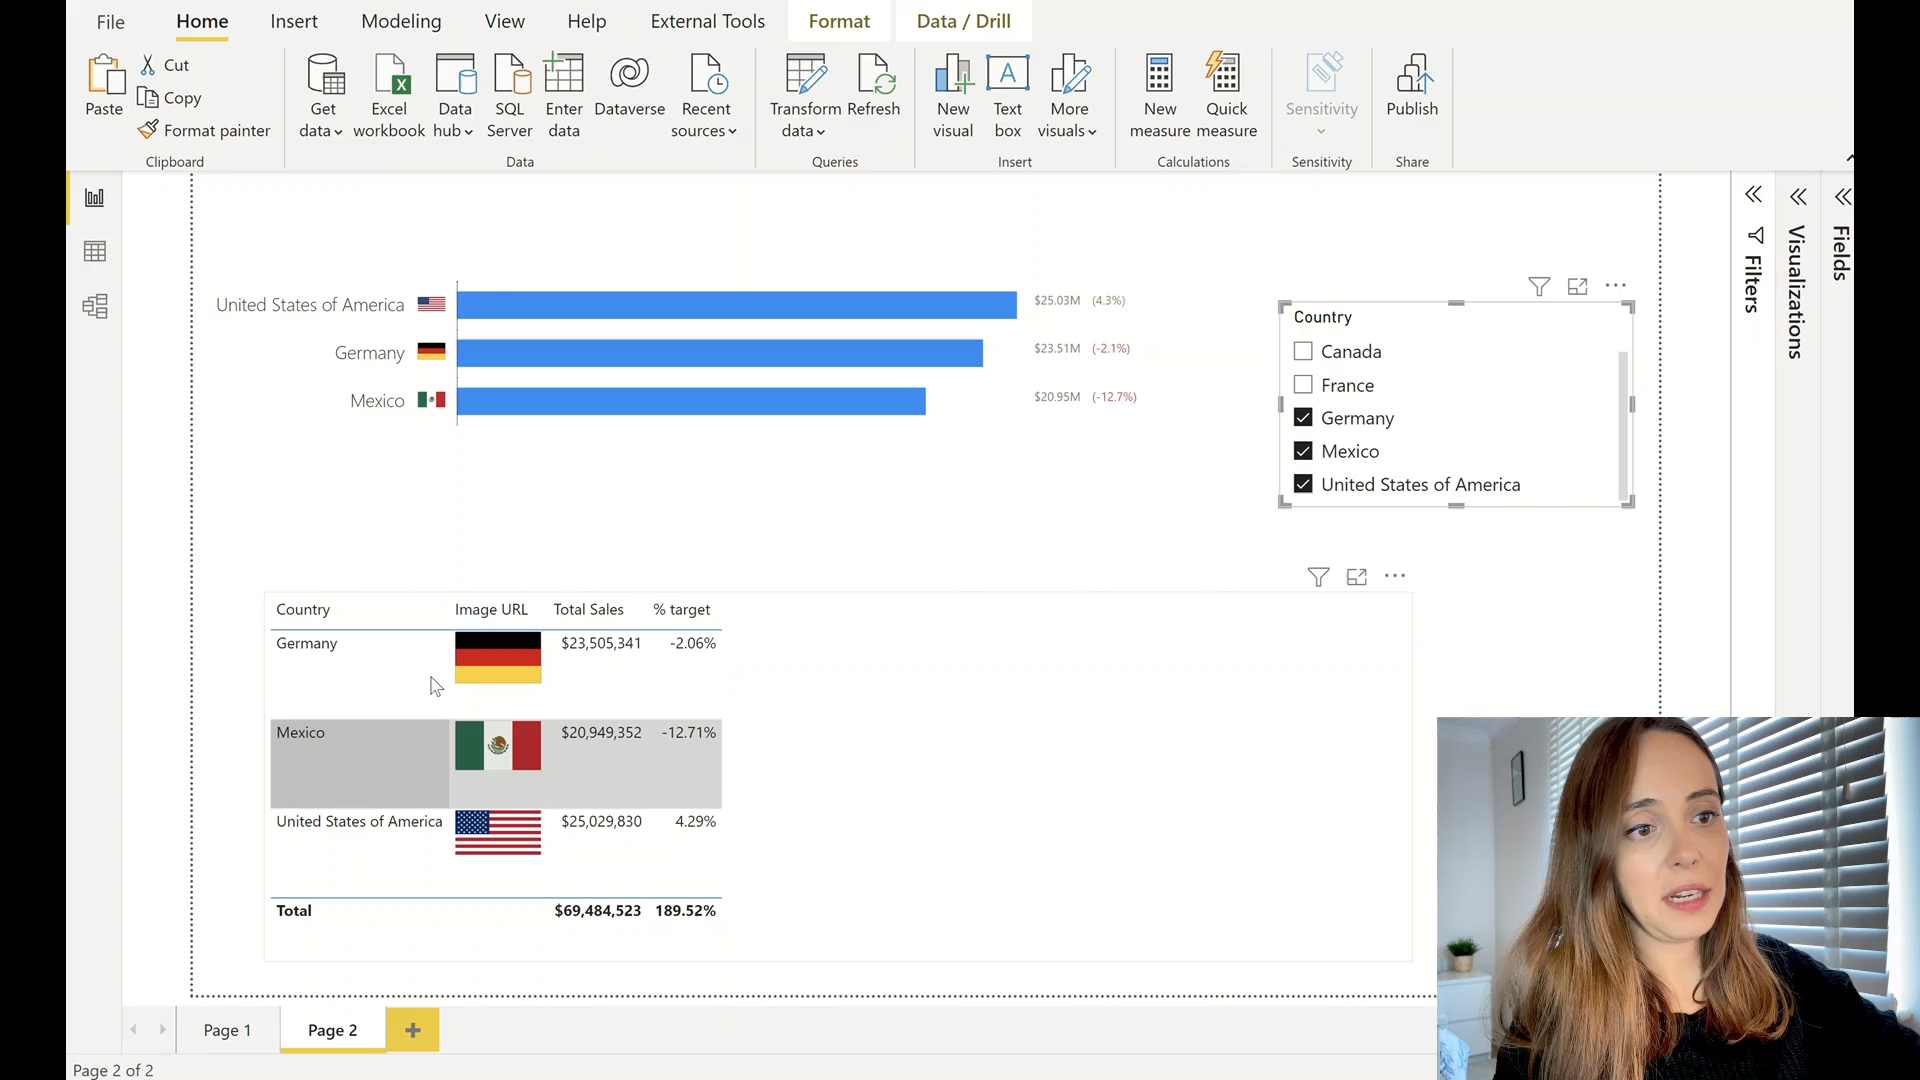 File Home Insert Modeling View Help External Tools Format Data / Drill
Paste
Cut
Copy
Format painter
Get data
Excel workbook
Data hub
SQL Server
Enter data
Dataverse
Recent sources
Transform data
Refresh
New visual
Text box
More visuals
New measure
Quick measure
Sensitivity
Publish
Clipboard Data Queries Insert Calculations Sensitivity Share
United States of America $25.03M (4.3%)
Germany $23.51M (-2.1%)
Mexico $20.95M (-12.7%)
Country
Canada
France
Germany
Mexico
United States of America
Filters
Visualizations
Fields
Country Image URL Total Sales % target
Germany $23,505,341 -2.06%
Mexico $20,949,352 -12.71%
United States of America $25,029,830 4.29%
Total $69,484,523 189.52%
Page 1 Page 2
Page 2 of 2